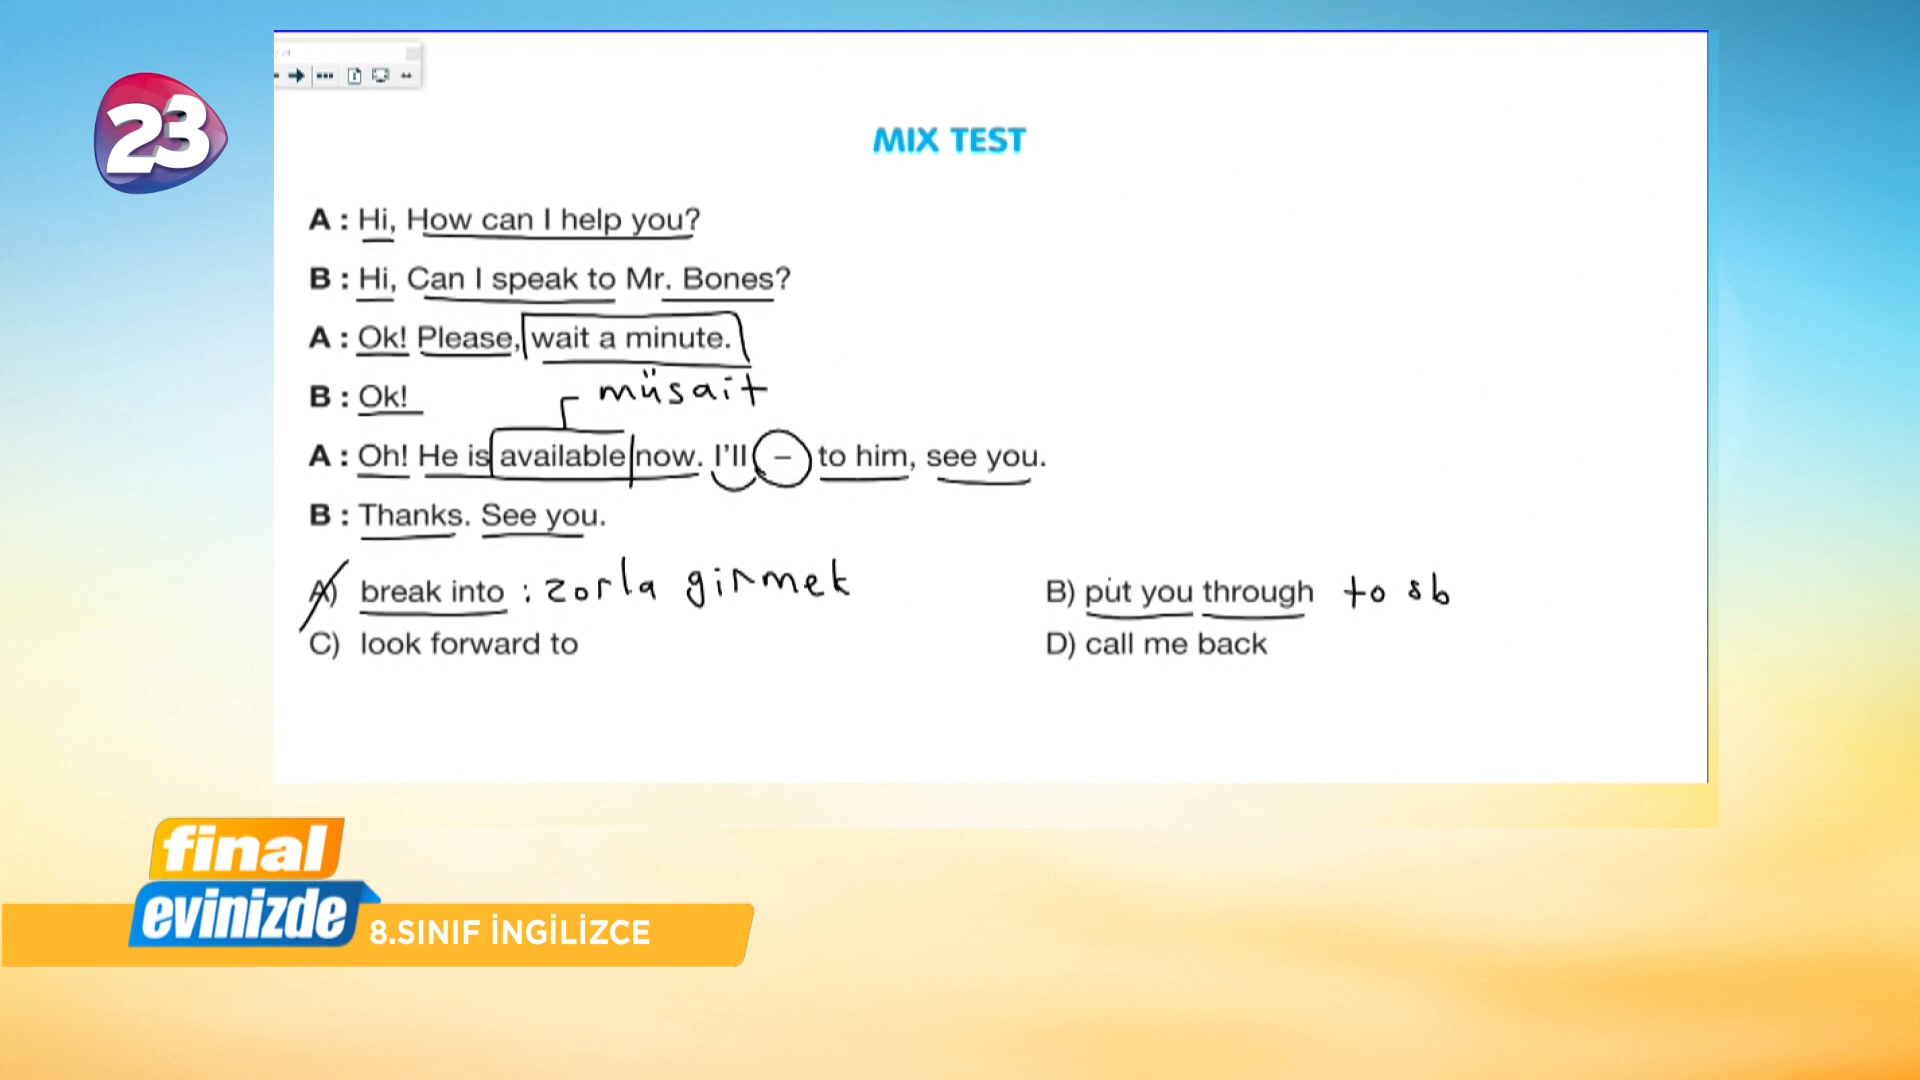 23
MIX TEST
A : Hi, How can I help you?
B : Hi, Can I speak to Mr. Bones?
A : Ok! Please, wait a minute.
müsait
B : Ok!
A : Oh! He is available now. I'll – to him, see you.
B : Thanks. See you.
A) break into : zorla girmek
B) put you through to sb
C) look forward to
D) call me back
final
evinizde
8.SINIF İNGİLİZCE